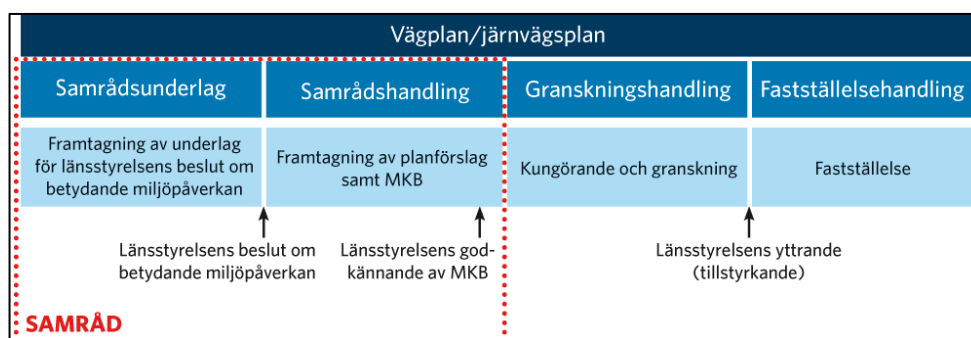 Vägplan/järnvägsplan
Samrådsunderlag
Samrådshandling
Granskningshandling
Fastställelsehandling
Framtagning av underlag
för länsstyrelsens beslut om
betydande miljöpåverkan
Framtagning av planförslag
samt MKB
Kungörande och granskning
Fastställelse
Länsstyrelsens beslut om
betydande miljöpåverkan
Länsstyrelsens god-
kännande av MKB
Länsstyrelsens yttrande
(tillstyrkande)
SAMRÅD